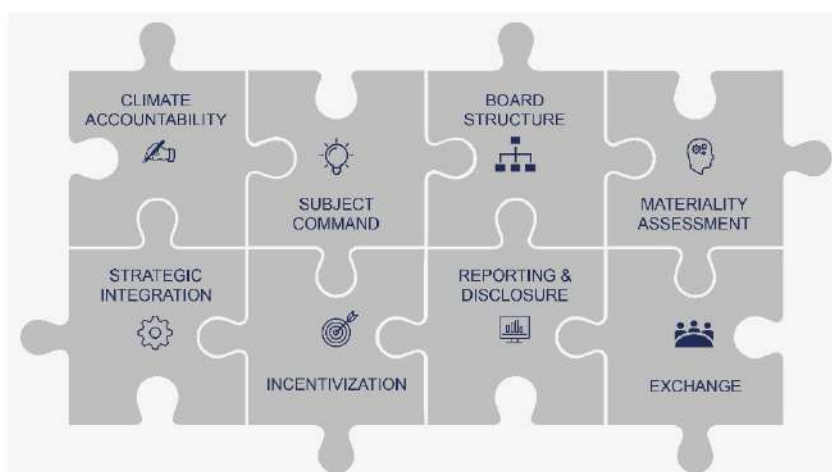 CLIMATE
ACCOUNTABILITY
SUBJECT
COMMAND
BOARD
STRUCTURE
MATERIALITY
ASSESSMENT
STRATEGIC
INTEGRATION
INCENTIVIZATION
REPORTING &
DISCLOSURE
EXCHANGE